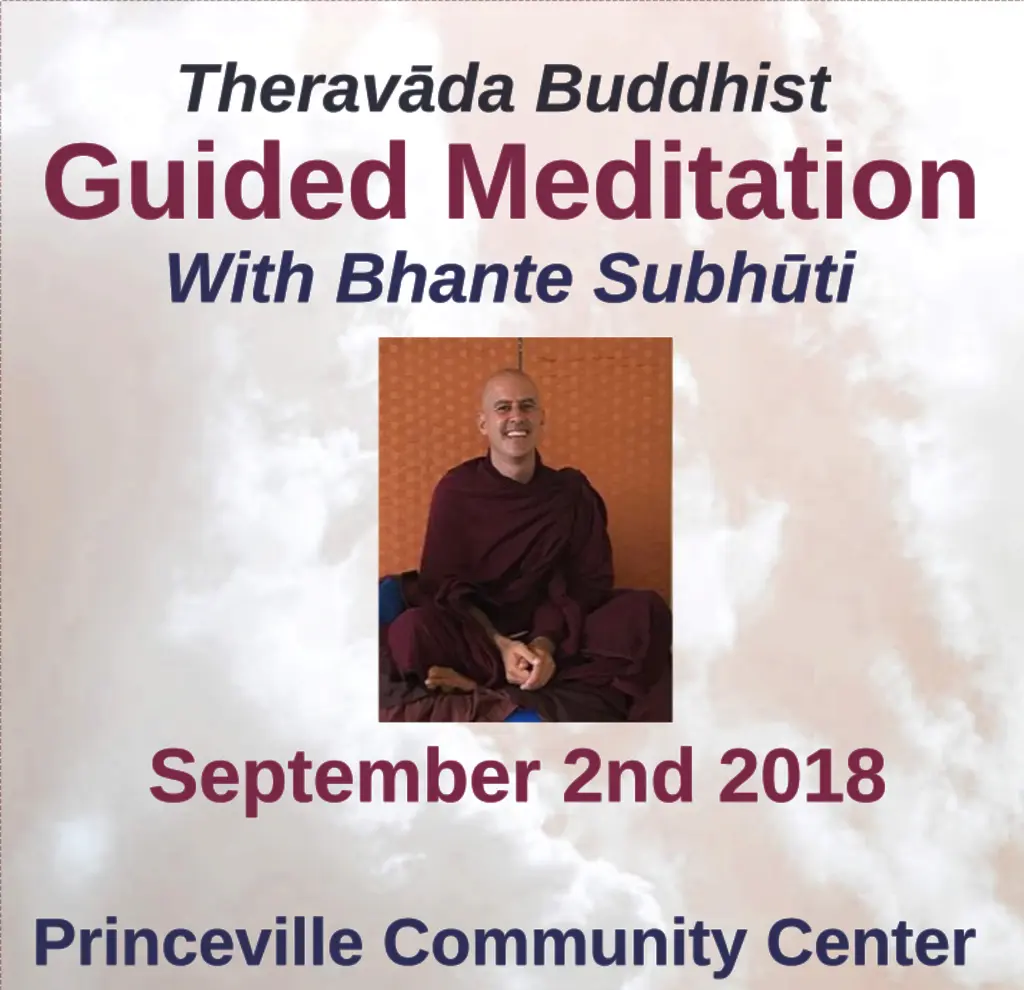 Theravāda Buddhist
Guided Meditation
With Bhante Subhūti
September 2nd 2018
Princeville Community Center